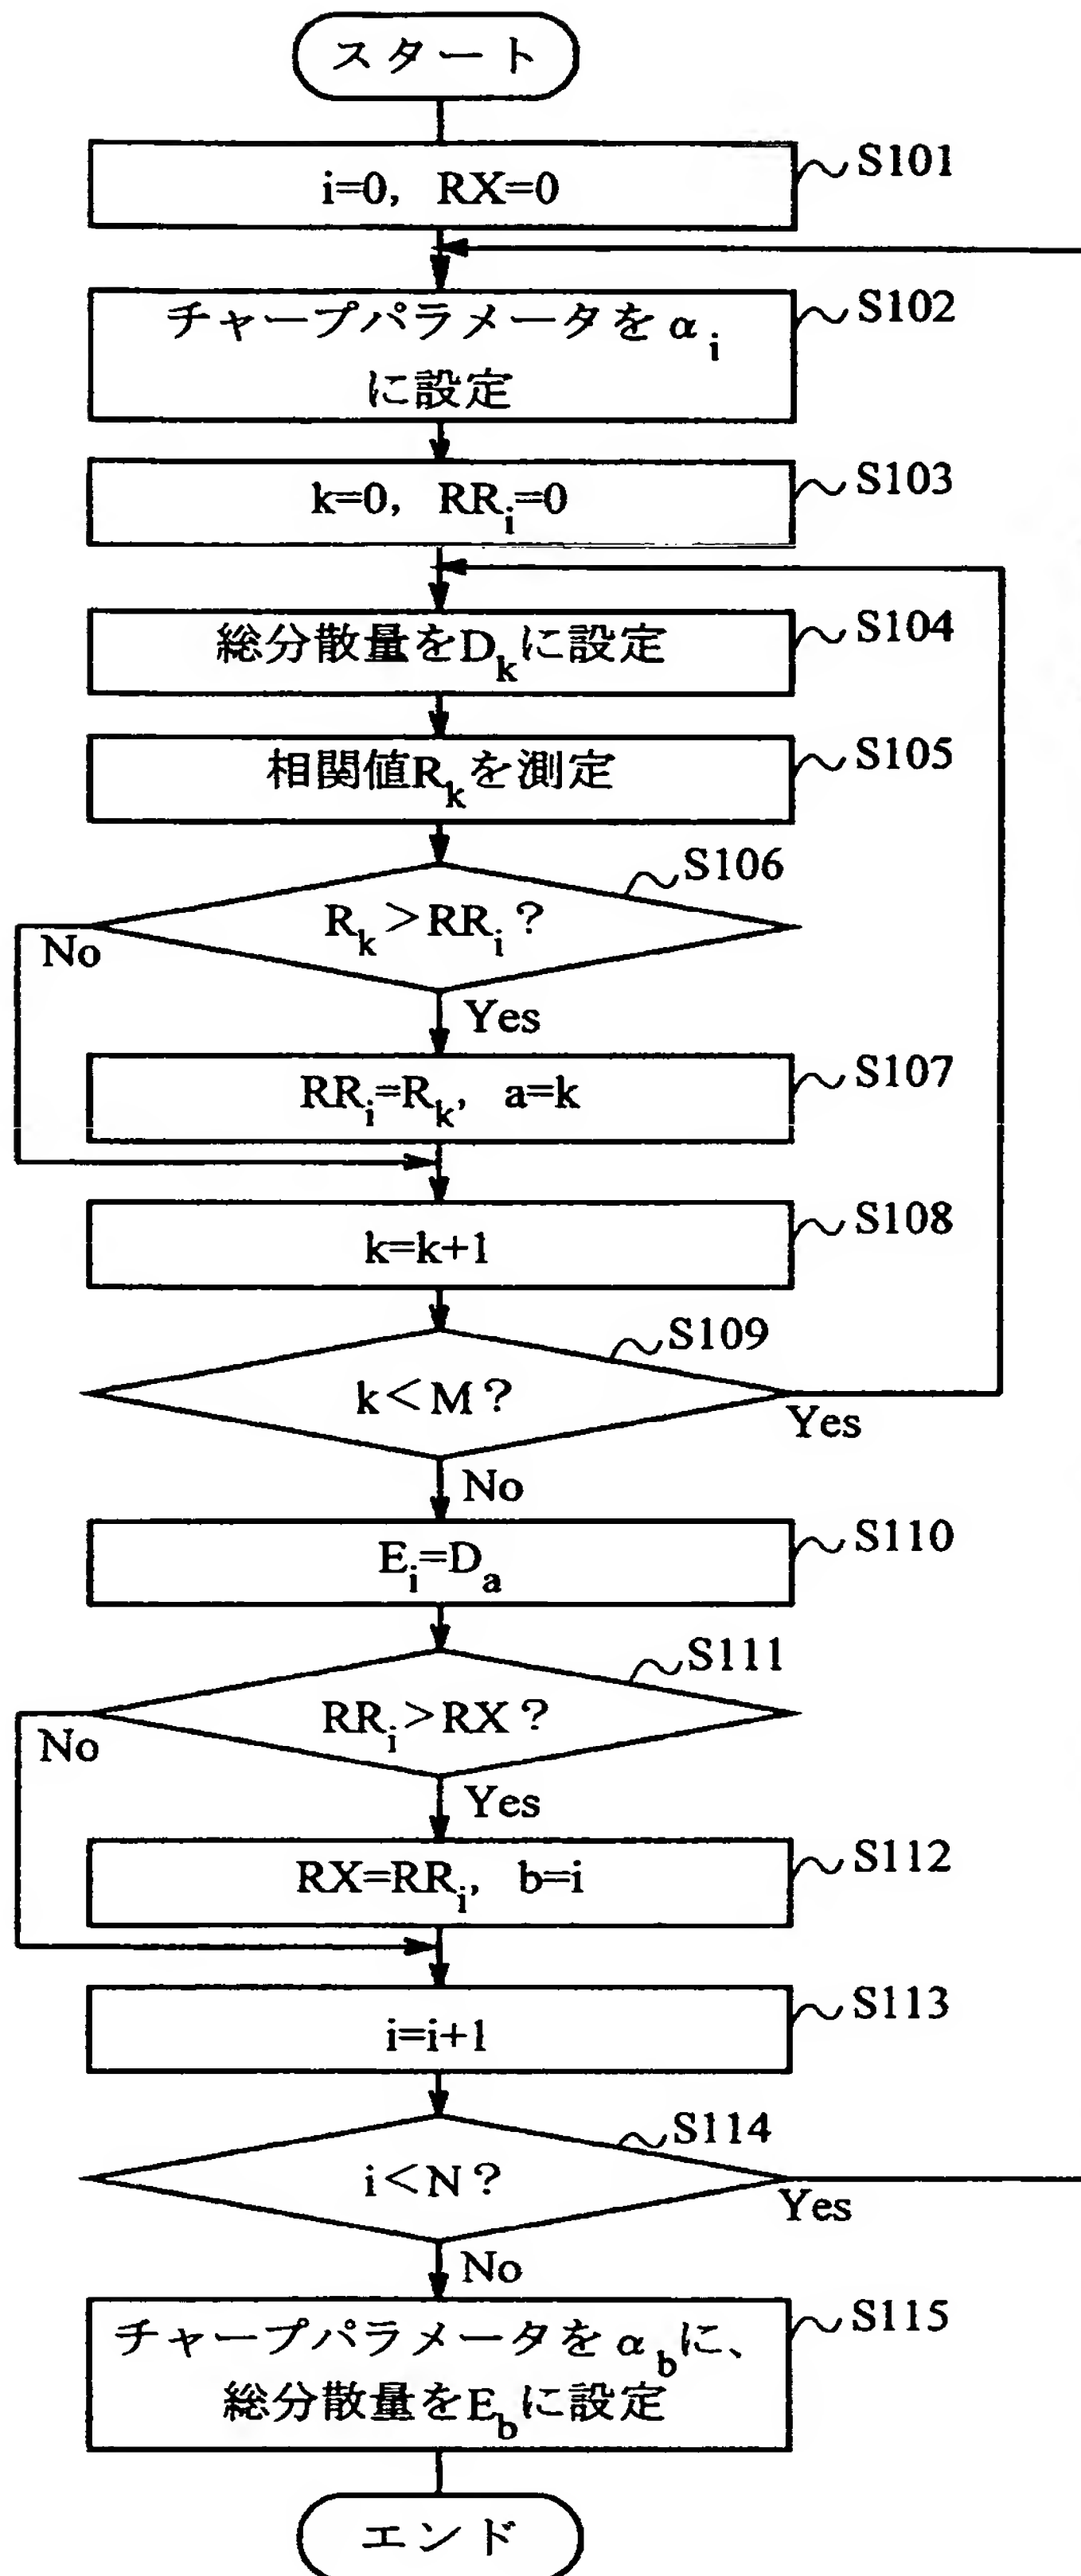 スタート
i=0, RX=0
S101
チャープパラメータをα_i
に設定
S102
k=0, RR_i=0
S103
総分散量をD_kに設定
S104
相関値R_kを測定
S105
S106
R_k>RR_i?
No
Yes
RR_i=R_k, a=k
S107
k=k+1
S108
S109
k<M?
Yes
No
E_i=D_a
S110
S111
RR_i>RX?
No
Yes
RX=RR_i, b=i
S112
i=i+1
S113
S114
i<N?
Yes
No
チャープパラメータをα_bに、
総分散量をE_bに設定
S115
エンド